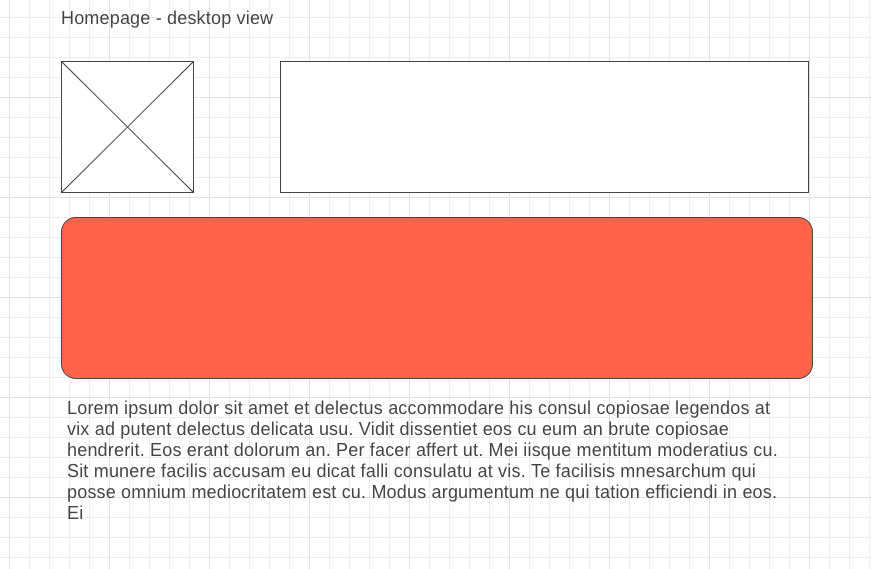 Homepage - desktop view
Lorem ipsum dolor sit amet et delectus accommodare his consul copiosae legendos at
vix ad putent delectus delicata usu. Vidit dissentiet eos cu eum an brute copiosae
hendrerit. Eos erant dolorum an. Per facer affert ut. Mei iisque mentitum moderatius cu.
Sit munere facilis accusam eu dicat falli consulatu at vis. Te facilisis mnesarchum qui
posse omnium mediocritatem est cu. Modus argumentum ne qui tation efficiendi in eos.
Ei